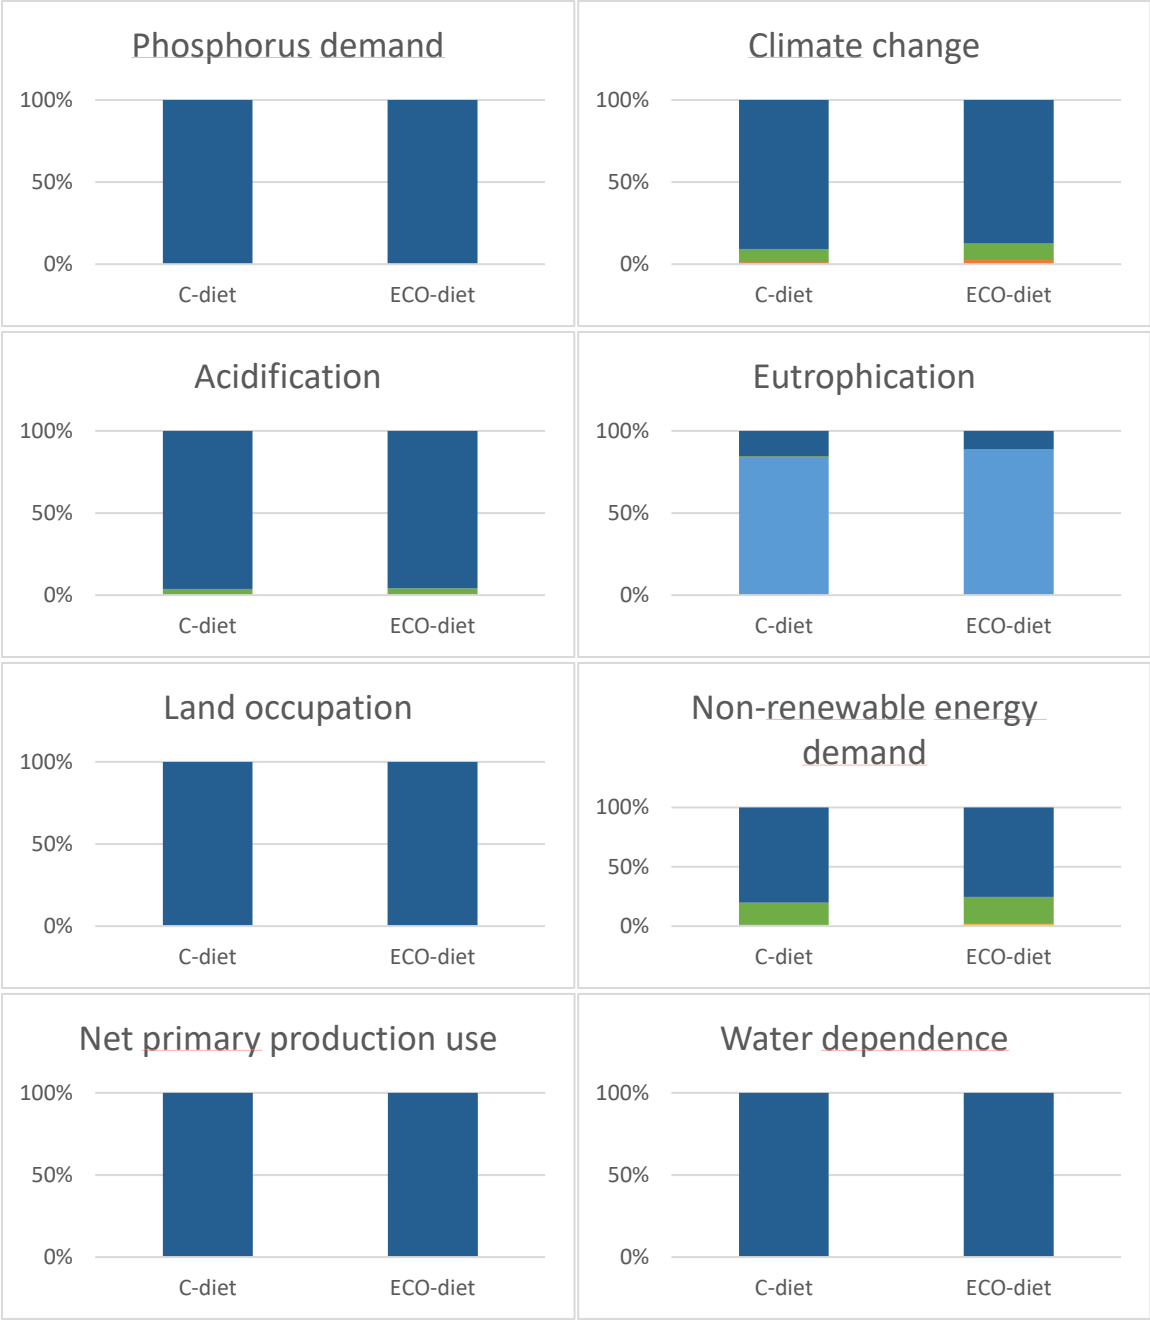 Phosphorus demand
100%
50%
0%
C-diet ECO-diet
Climate change
100%
50%
0%
C-diet ECO-diet
Acidification
100%
50%
0%
C-diet ECO-diet
Eutrophication
100%
50%
0%
C-diet ECO-diet
Land occupation
100%
50%
0%
C-diet ECO-diet
Non-renewable energy
demand
100%
50%
0%
C-diet ECO-diet
Net primary production use
100%
50%
0%
C-diet ECO-diet
Water dependence
100%
50%
0%
C-diet ECO-diet